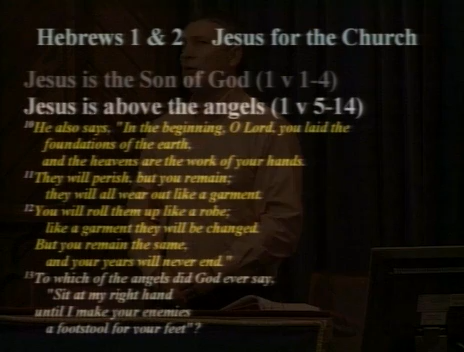 Hebrews 1 & 2 Jesus for the Church
Jesus is the Son of God (1 v 1-4)
Jesus is above the angels (1 v 5-14)
10He also says, "In the beginning, O Lord, you laid the
foundations of the earth,
and the heavens are the work of your hands.
11They will perish, but you remain;
they will all wear out like a garment.
12You will roll them up like a robe;
like a garment they will be changed.
But you remain the same,
and your years will never end."
13To which of the angels did God ever say,
"Sit at my right hand
until I make your enemies
a footstool for your feet"?